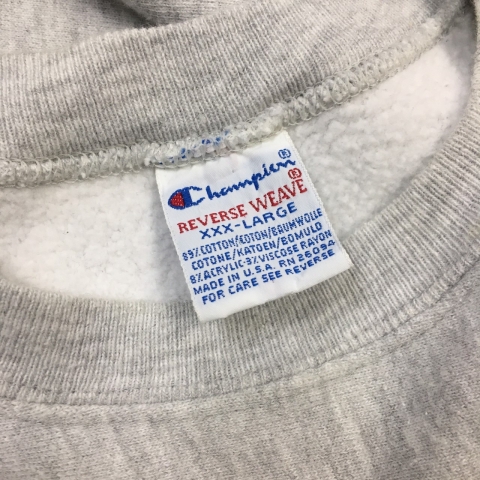 Champion®
REVERSE WEAVE®
XXX-LARGE
89% COTTON/COTON/BAUMWOLLE
COTONE/KATOEN/BOMULD
8% ACRYLIC-3% VISCOSE RAYON
MADE IN U.S.A. RN 26094
FOR CARE SEE REVERSE